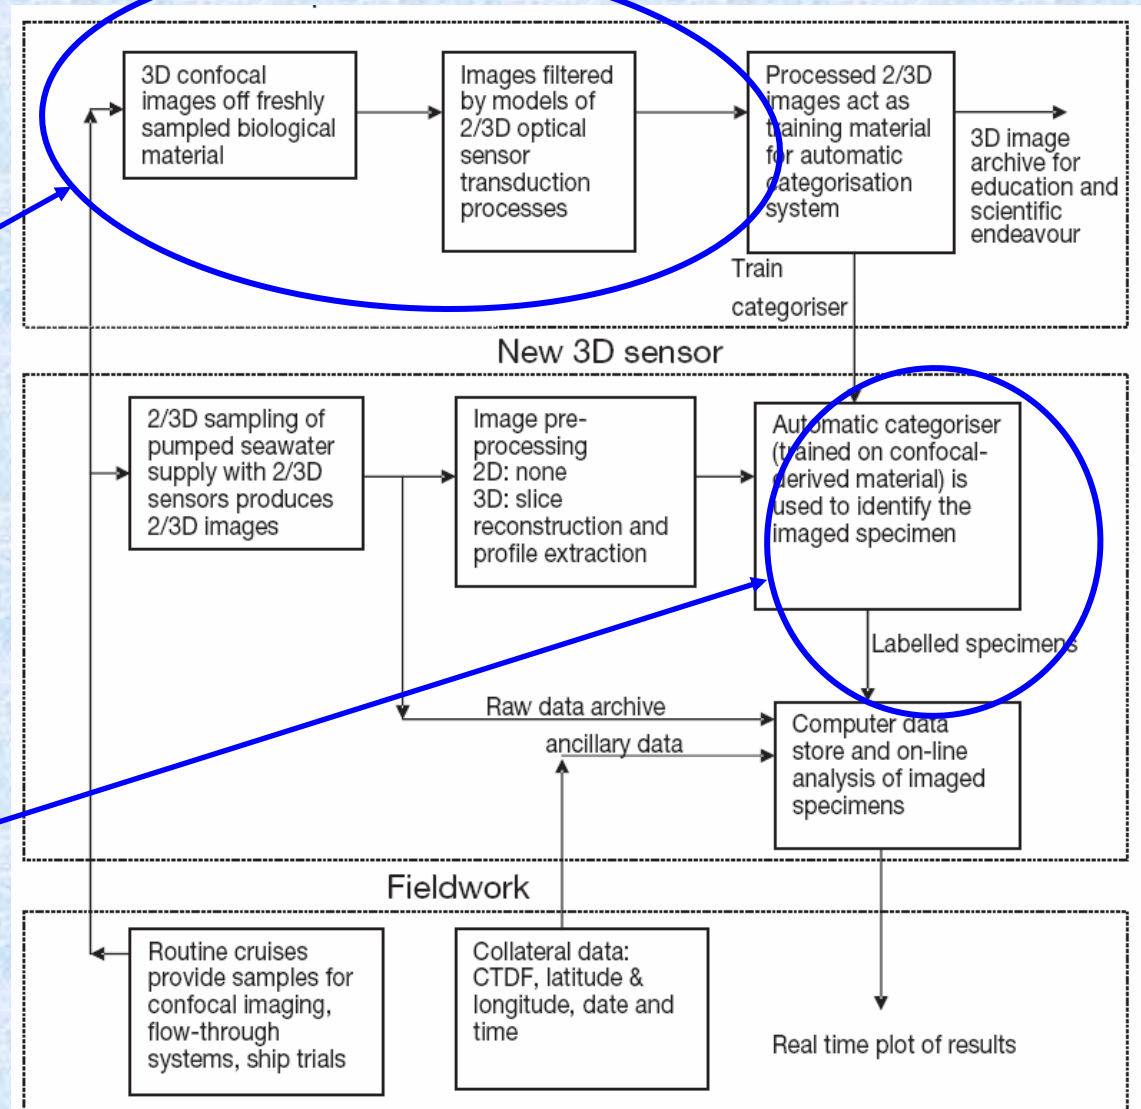 3D confocal
images off freshly
sampled biological
material
Images filtered
by models of
2/3D optical
sensor
transduction
processes
Processed 2/3D
images act as
training material
for automatic
categorisation
system
3D image
archive for
education and
scientific
endeavour
Train
categoriser
New 3D sensor
2/3D sampling of
pumped seawater
supply with 2/3D
sensors produces
2/3D images
Image pre-
processing
2D: none
3D: slice
reconstruction and
profile extraction
Automatic categoriser
(trained on confocal-
derived material) is
used to identify the
imaged specimen
Labelled specimens
Raw data archive
ancillary data
Computer data
store and on-line
analysis of imaged
specimens
Fieldwork
Routine cruises
provide samples for
confocal imaging,
flow-through
systems, ship trials
Collateral data:
CTDF, latitude &
longitude, date and
time
Real time plot of results